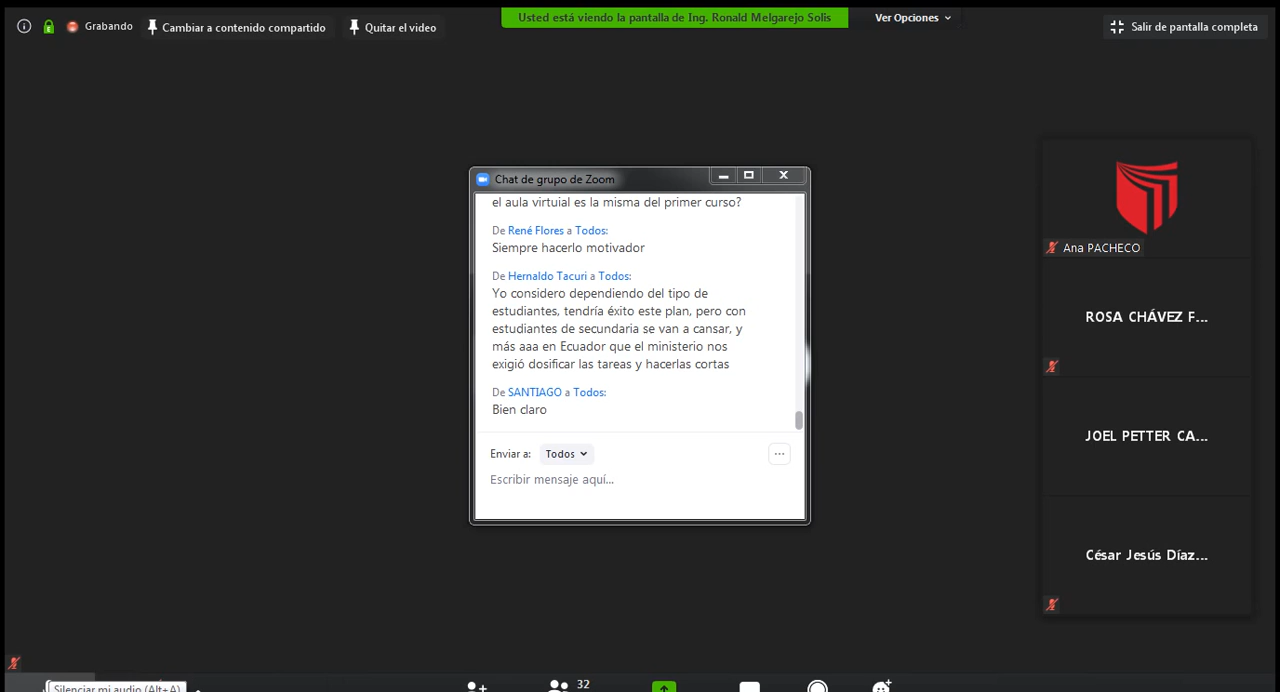 Grabando
Cambiar a contenido compartido
Quitar el video
Usted está viendo la pantalla de Ing. Ronald Melgarejo Solis
Ver Opciones
Salir de pantalla completa
Chat de grupo de Zoom
el aula virtuial es la misma del primer curso?
De René Flores a Todos:
Siempre hacerlo motivador
De Hernaldo Tacuri a Todos:
Yo considero dependiendo del tipo de
estudiantes, tendría éxito este plan, pero con
estudiantes de secundaria se van a cansar, y
más aaa en Ecuador que el ministerio nos
exigió dosificar las tareas y hacerlas cortas
De SANTIAGO a Todos:
Bien claro
Enviar a: Todos
Escribir mensaje aquí...
Ana PACHECO
ROSA CHÁVEZ F...
JOEL PETTER CA...
César Jesús Díaz...
Silenciar mi audio (Alt+A)
32